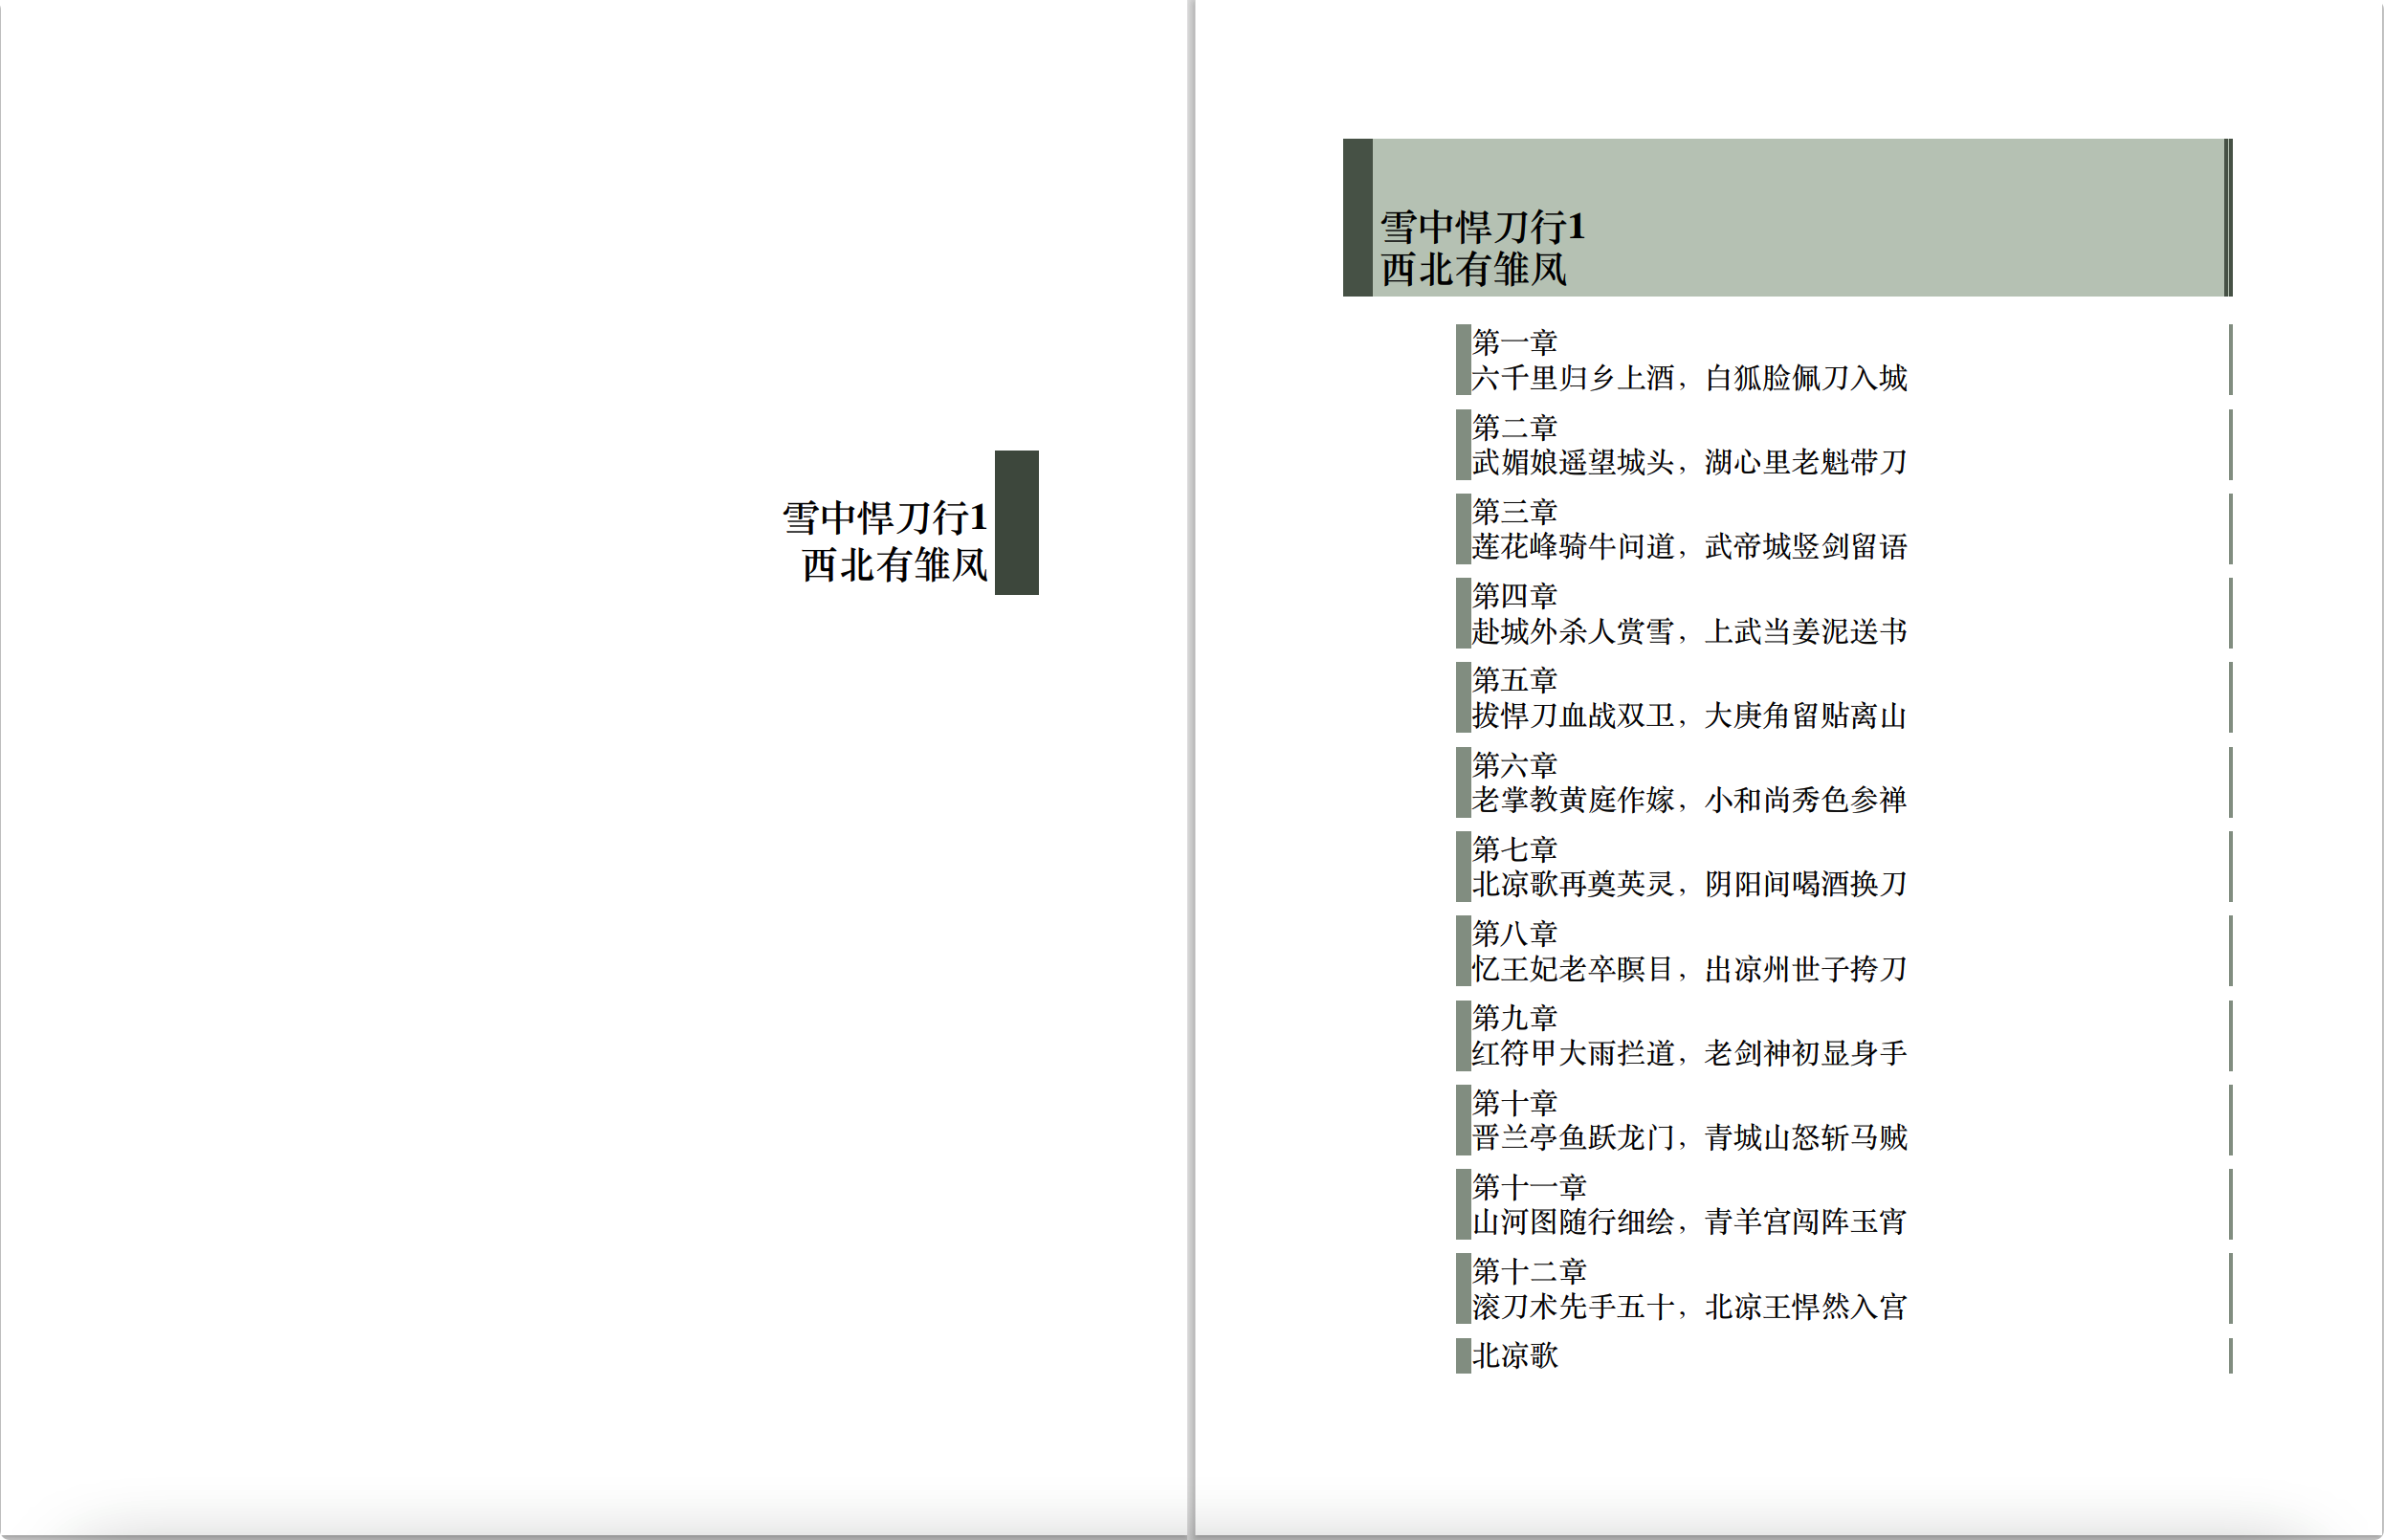 雪中悍刀行1
西北有雏凤
雪中悍刀行1
西北有雏凤
第一章
六千里归乡上酒，白狐脸佩刀入城
第二章
武媚娘遥望城头，湖心里老魁带刀
第三章
莲花峰骑牛问道，武帝城竖剑留语
第四章
赴城外杀人赏雪，上武当姜泥送书
第五章
拔悍刀血战双卫，大庚角留贴离山
第六章
老掌教黄庭作嫁，小和尚秀色参禅
第七章
北凉歌再奠英灵，阴阳间喝酒换刀
第八章
忆王妃老卒瞑目，出凉州世子挎刀
第九章
红符甲大雨拦道，老剑神初显身手
第十章
晋兰亭鱼跃龙门，青城山怒斩马贼
第十一章
山河图随行细绘，青羊宫闯阵玉宵
第十二章
滚刀术先手五十，北凉王悍然入宫
北凉歌